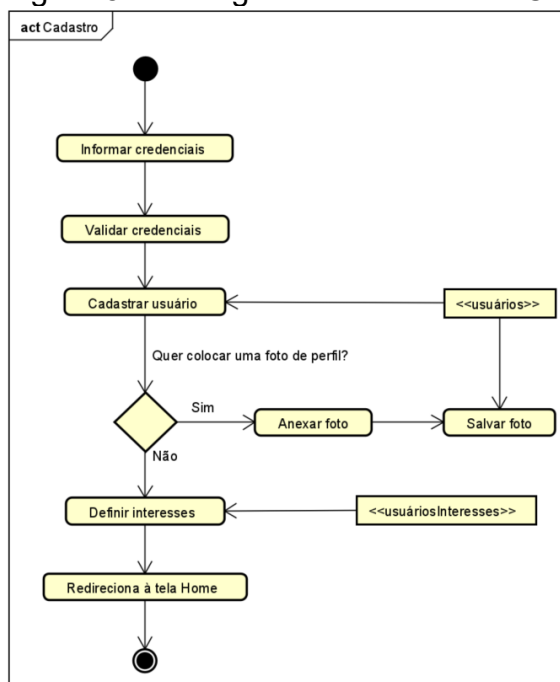 act Cadastro
Informar credenciais
Validar credenciais
Cadastrar usuário
<<usuários>>
Quer colocar uma foto de perfil?
Sim
Anexar foto
Salvar foto
Não
Definir interesses
<<usuáriosInteresses>>
Redireciona à tela Home